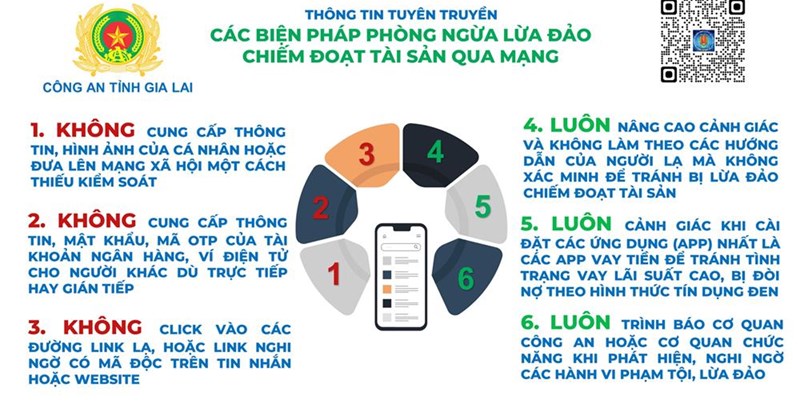 THÔNG TIN TUYÊN TRUYỀN
CÁC BIỆN PHÁP PHÒNG NGỪA LỪA ĐẢO
CHIẾM ĐOẠT TÀI SẢN QUA MẠNG
CÔNG AN TỈNH GIA LAI
1. KHÔNG CUNG CẤP THÔNG
TIN, HÌNH ẢNH CỦA CÁ NHÂN HOẶC
ĐƯA LÊN MẠNG XÃ HỘI MỘT CÁCH
THIẾU KIỂM SOÁT
2. KHÔNG CUNG CẤP THÔNG
TIN, MẬT KHẨU, MÃ OTP CỦA TÀI
KHOẢN NGÂN HÀNG, VÍ ĐIỆN TỬ
CHO NGƯỜI KHÁC DÙ TRỰC TIẾP
HAY GIÁN TIẾP
3. KHÔNG CLICK VÀO CÁC
ĐƯỜNG LINK LẠ, HOẶC LINK NGHI
NGỜ CÓ MÃ ĐỘC TRÊN TIN NHẮN
HOẶC WEBSITE
1
2
3
4
5
6
4. LUÔN NÂNG CAO CẢNH GIÁC
VÀ KHÔNG LÀM THEO CÁC HƯỚNG
DẪN CỦA NGƯỜI LẠ MÀ KHÔNG
XÁC MINH ĐỂ TRÁNH BỊ LỪA ĐẢO
CHIẾM ĐOẠT TÀI SẢN
5. LUÔN CẢNH GIÁC KHI CÀI
ĐẶT CÁC ỨNG DỤNG (APP) NHẤT LÀ
CÁC APP VAY TIỀN ĐỂ TRÁNH TÌNH
TRẠNG VAY LÃI SUẤT CAO, BỊ ĐÒI
NỢ THEO HÌNH THỨC TÍN DỤNG ĐEN
6. LUÔN TRÌNH BÁO CƠ QUAN
CÔNG AN HOẶC CƠ QUAN CHỨC
NĂNG KHI PHÁT HIỆN, NGHI NGỜ
CÁC HÀNH VI PHẠM TỘI, LỪA ĐẢO